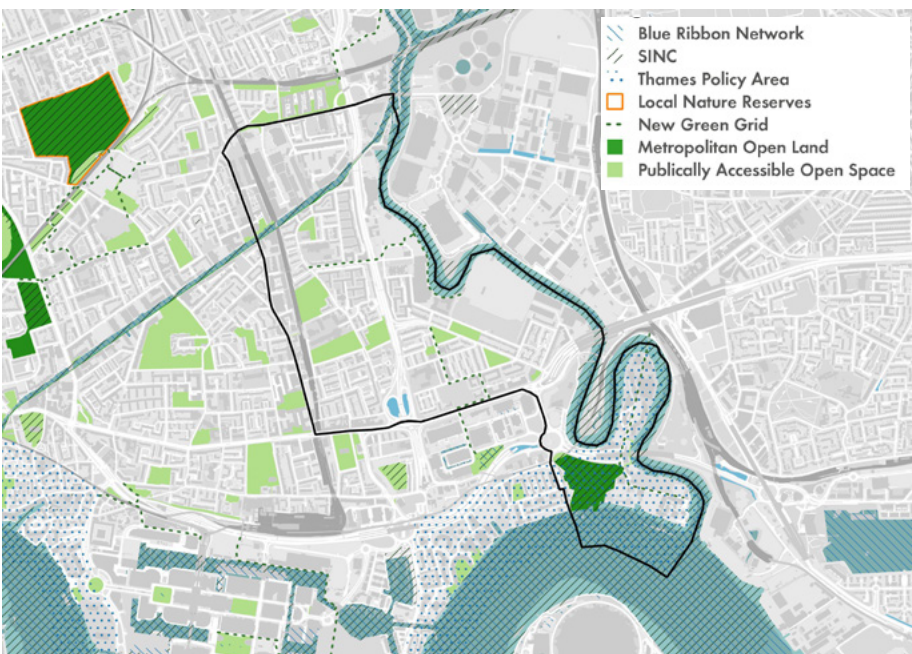 Blue Ribbon Network
SINC
Thames Policy Area
Local Nature Reserves
New Green Grid
Metropolitan Open Land
Publically Accessible Open Space